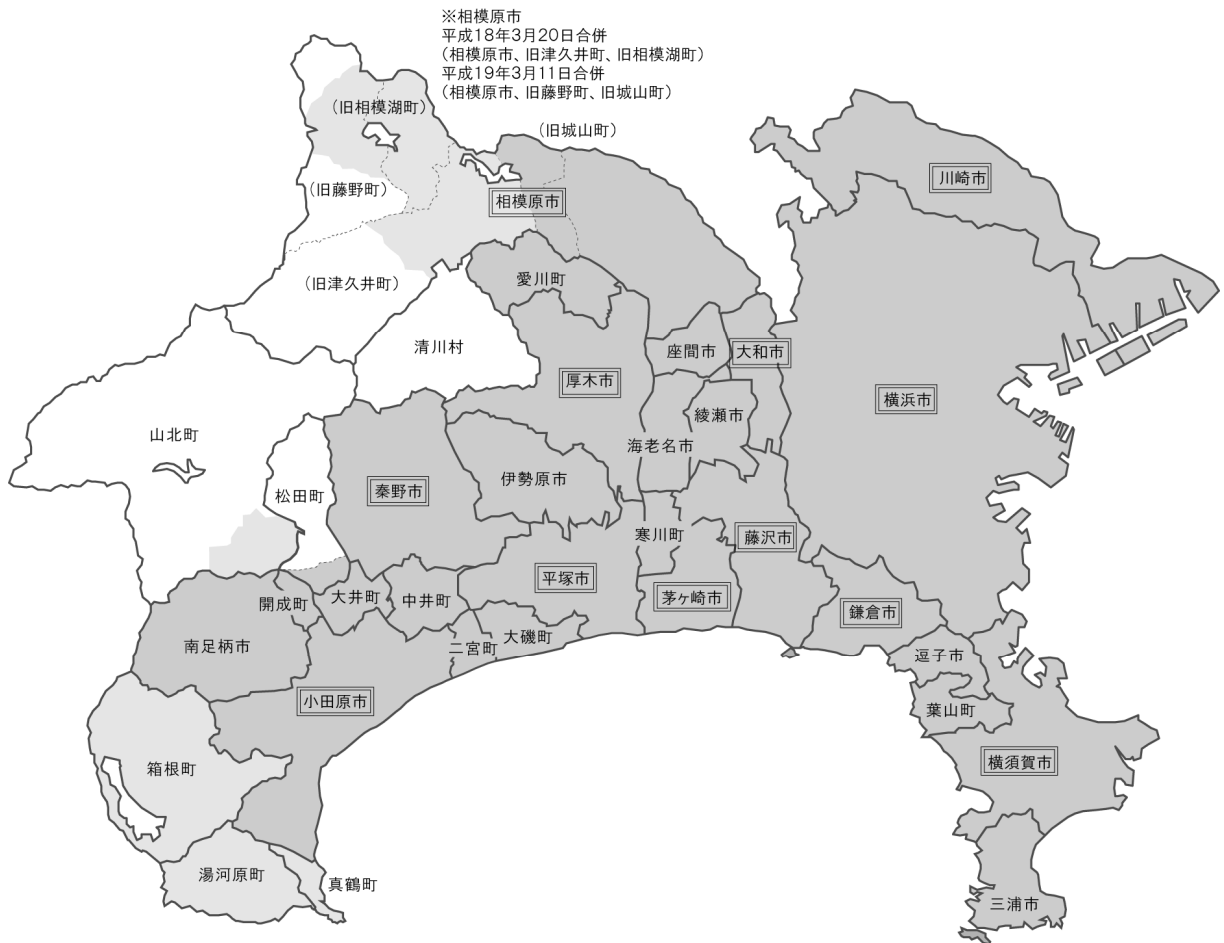 ※相模原市
平成18年3月20日合併
（相模原市、旧津久井町、旧相模湖町）
平成19年3月11日合併
（相模原市、旧藤野町、旧城山町）
（旧相模湖町）
（旧城山町）
川崎市
（旧藤野町）
相模原市
（旧津久井町）
愛川町
清川村
座間市
大和市
厚木市
横浜市
綾瀬市
山北町
海老名市
伊勢原市
松田町
秦野市
寒川町
藤沢市
平塚市
大井町
中井町
開成町
茅ヶ崎市
鎌倉市
大磯町
二宮町
南足柄市
逗子市
小田原市
葉山町
横須賀市
箱根町
湯河原町
真鶴町
三浦市